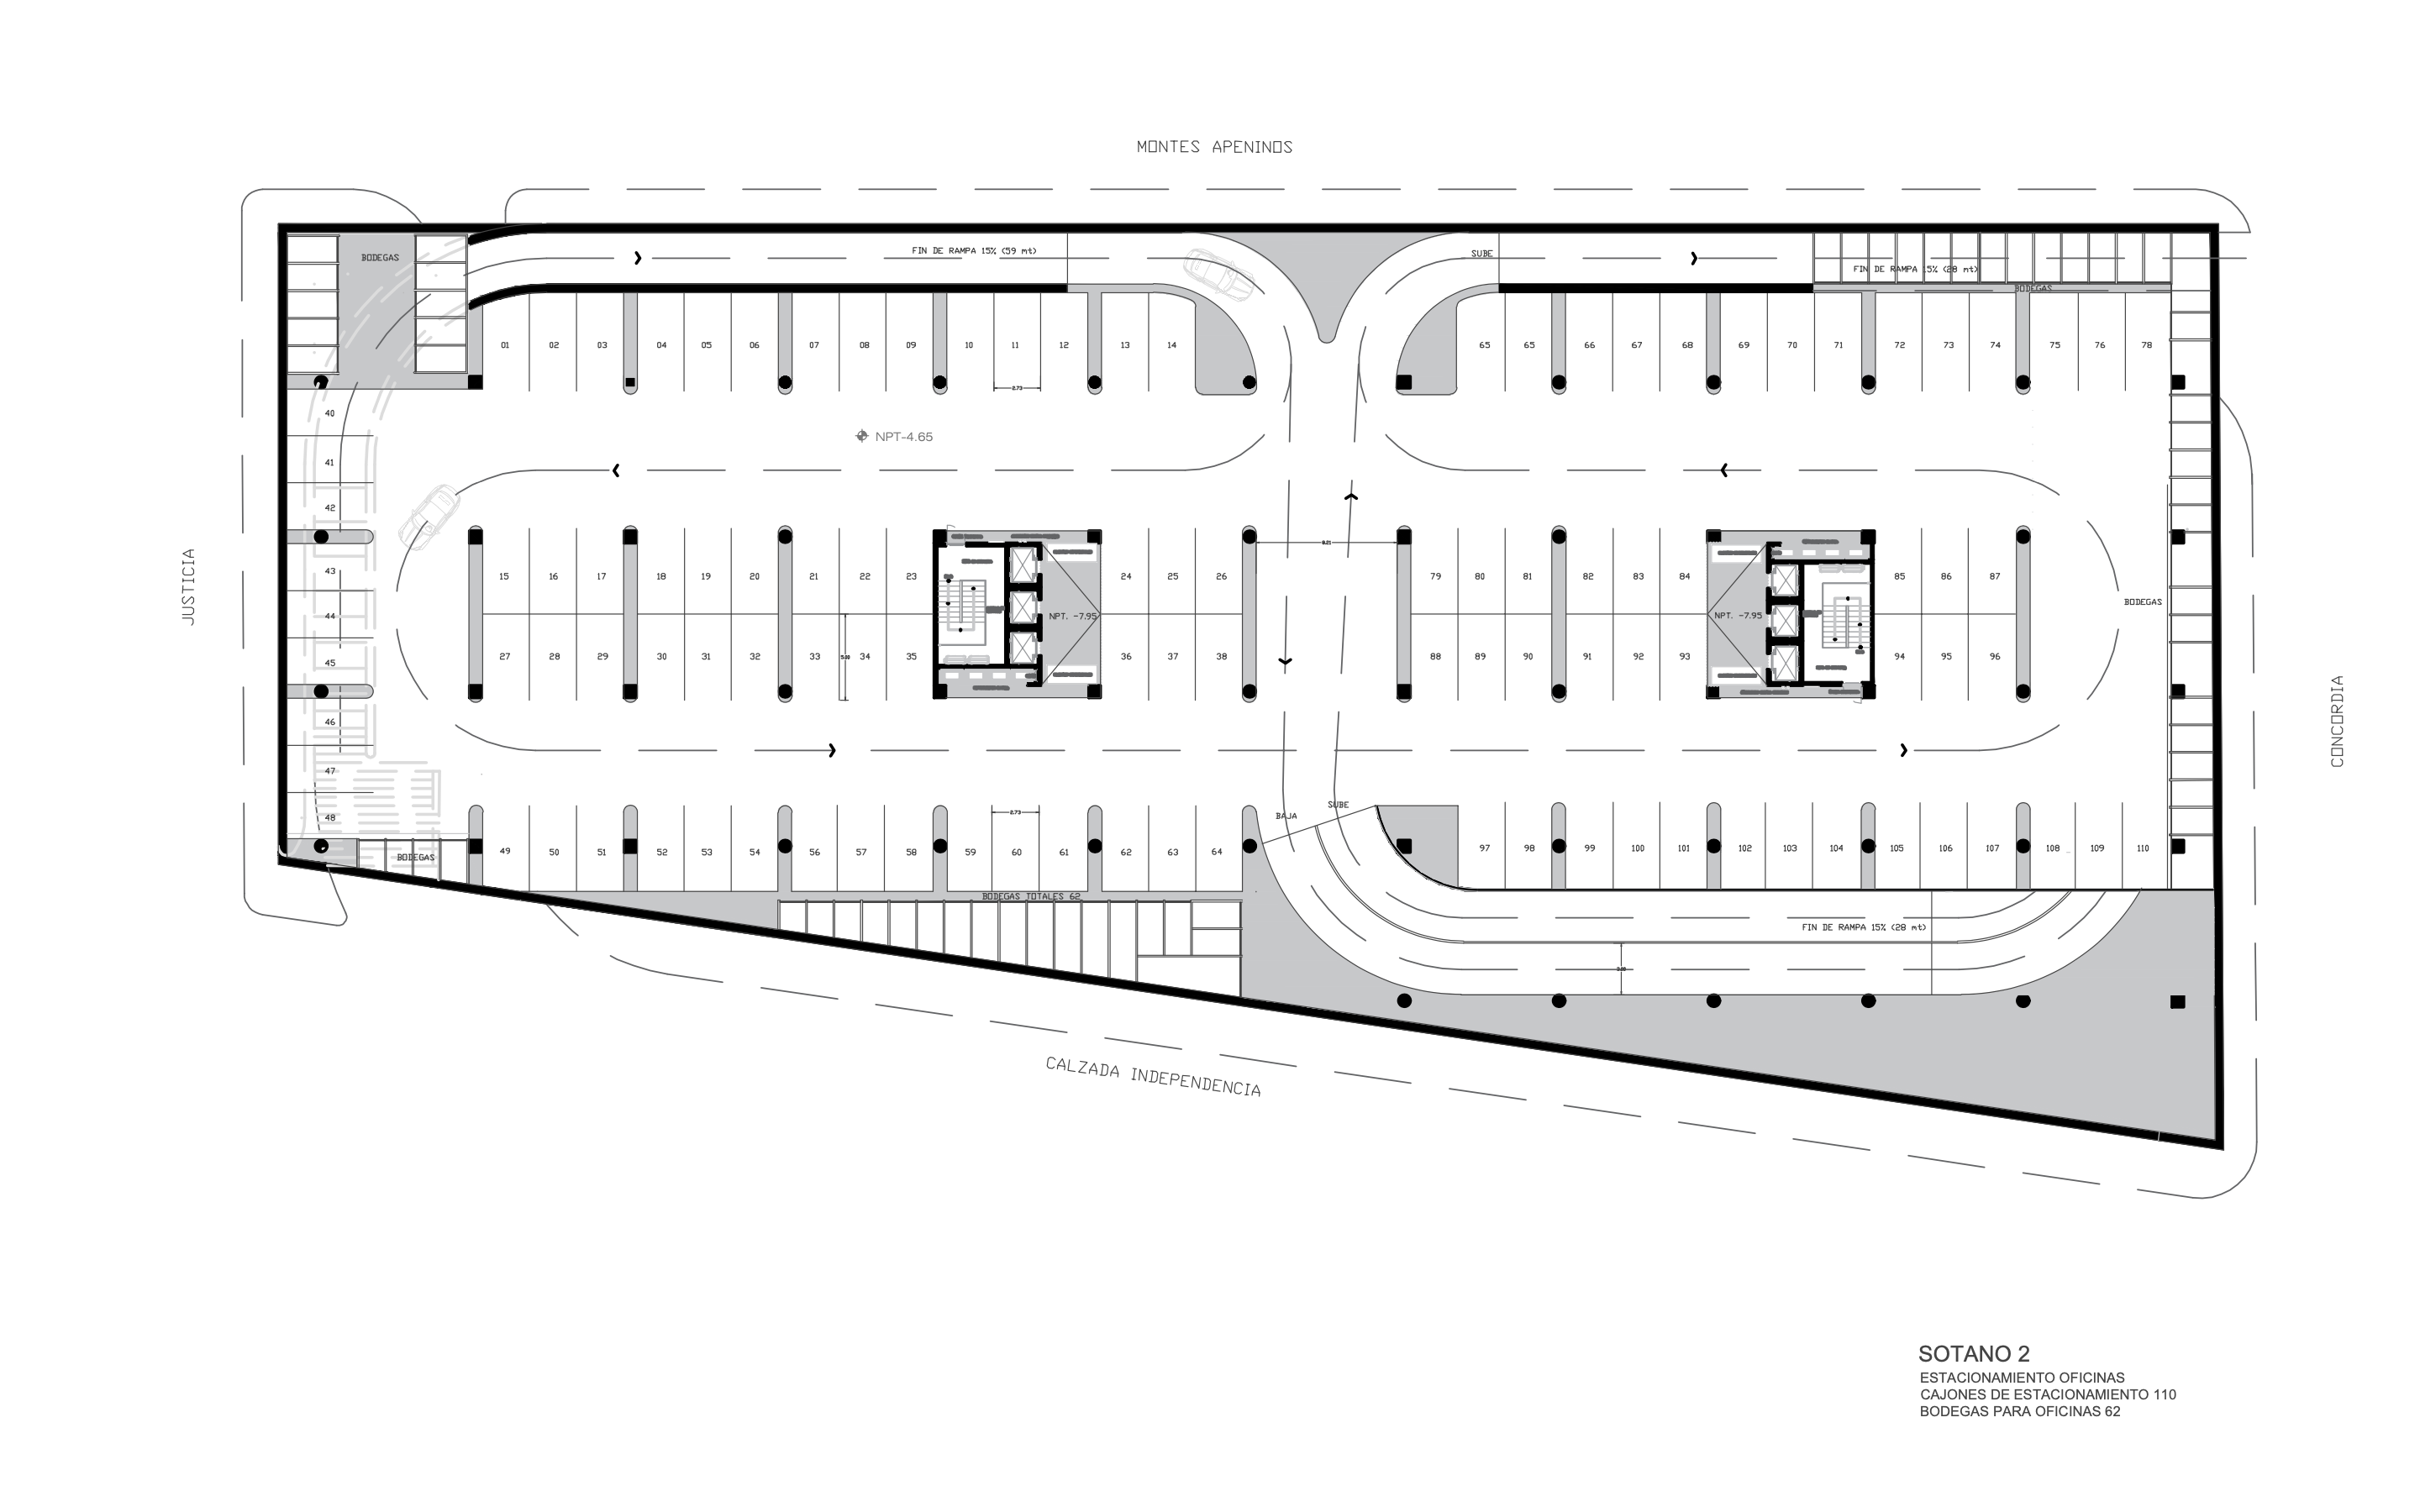 MONTES APENINOS
BODEGAS
FIN DE RAMPA 15% (59 mt)
SUBE
FIN DE RAMPA 15% (28 mt)
BODEGAS
01 02 03 04 05 06 07 08 09 10 11 12 13 14 65 65 66 67 68 69 70 71 72 73 74 75 76 78
2.73
40
NPT-4.65
41
42
8.21
43
15 16 17 18 19 20 21 22 23 24 25 26 79 80 81 82 83 84 85 86 87
BODEGAS
JUSTICIA
44
NPT. -7.95
NPT. -7.95
45
27 28 29 30 31 32 33 5.00 34 35 36 37 38 88 89 90 91 92 93 94 95 96
CONCORDIA
46
47
SUBE
BAJA
2.73
48
BODEGAS
49 50 51 52 53 54 56 57 58 59 60 61 62 63 64 97 98 99 100 101 102 103 104 105 106 107 108 109 110
BODEGAS TOTALES 62
FIN DE RAMPA 15% (28 mt)
CALZADA INDEPENDENCIA
SOTANO 2
ESTACIONAMIENTO OFICINAS
CAJONES DE ESTACIONAMIENTO 110
BODEGAS PARA OFICINAS 62